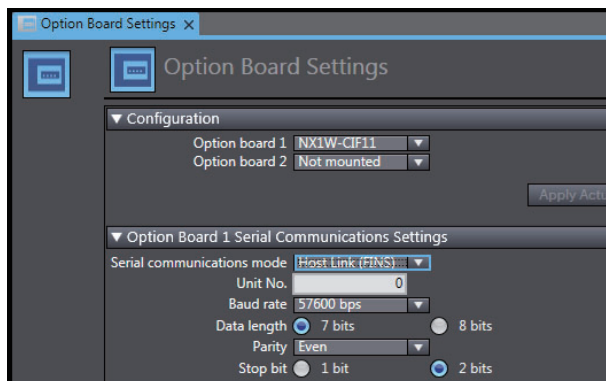 Option Board Settings X
Option Board Settings
▼ Configuration
Option board 1 NX1W-CIF11
Option board 2 Not mounted
Apply Actu
▼ Option Board 1 Serial Communications Settings
Serial communications mode Host Link (FINS)
Unit No. 0
Baud rate 57600 bps
Data length 7 bits 8 bits
Parity Even
Stop bit 1 bit 2 bits